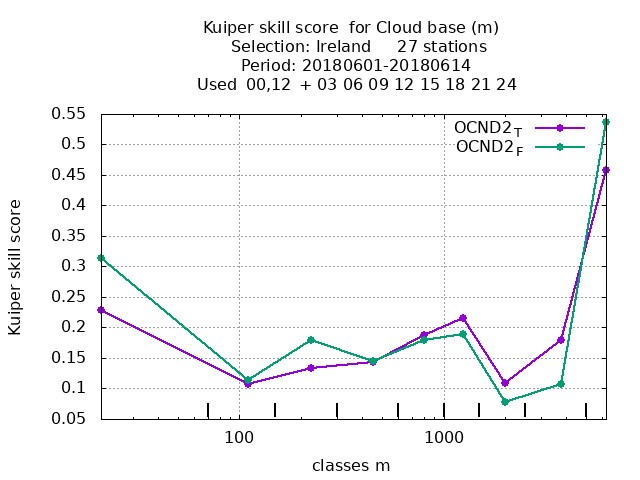 Kuiper skill score  for Cloud base (m)
Selection: Ireland     27 stations
Period: 20180601-20180614
Used  00,12  + 03 06 09 12 15 18 21 24
OCND2T
OCND2F
0.55
0.5
0.45
0.4
0.35
0.3
0.25
0.2
0.15
0.1
0.05
Kuiper skill score
100
1000
classes m